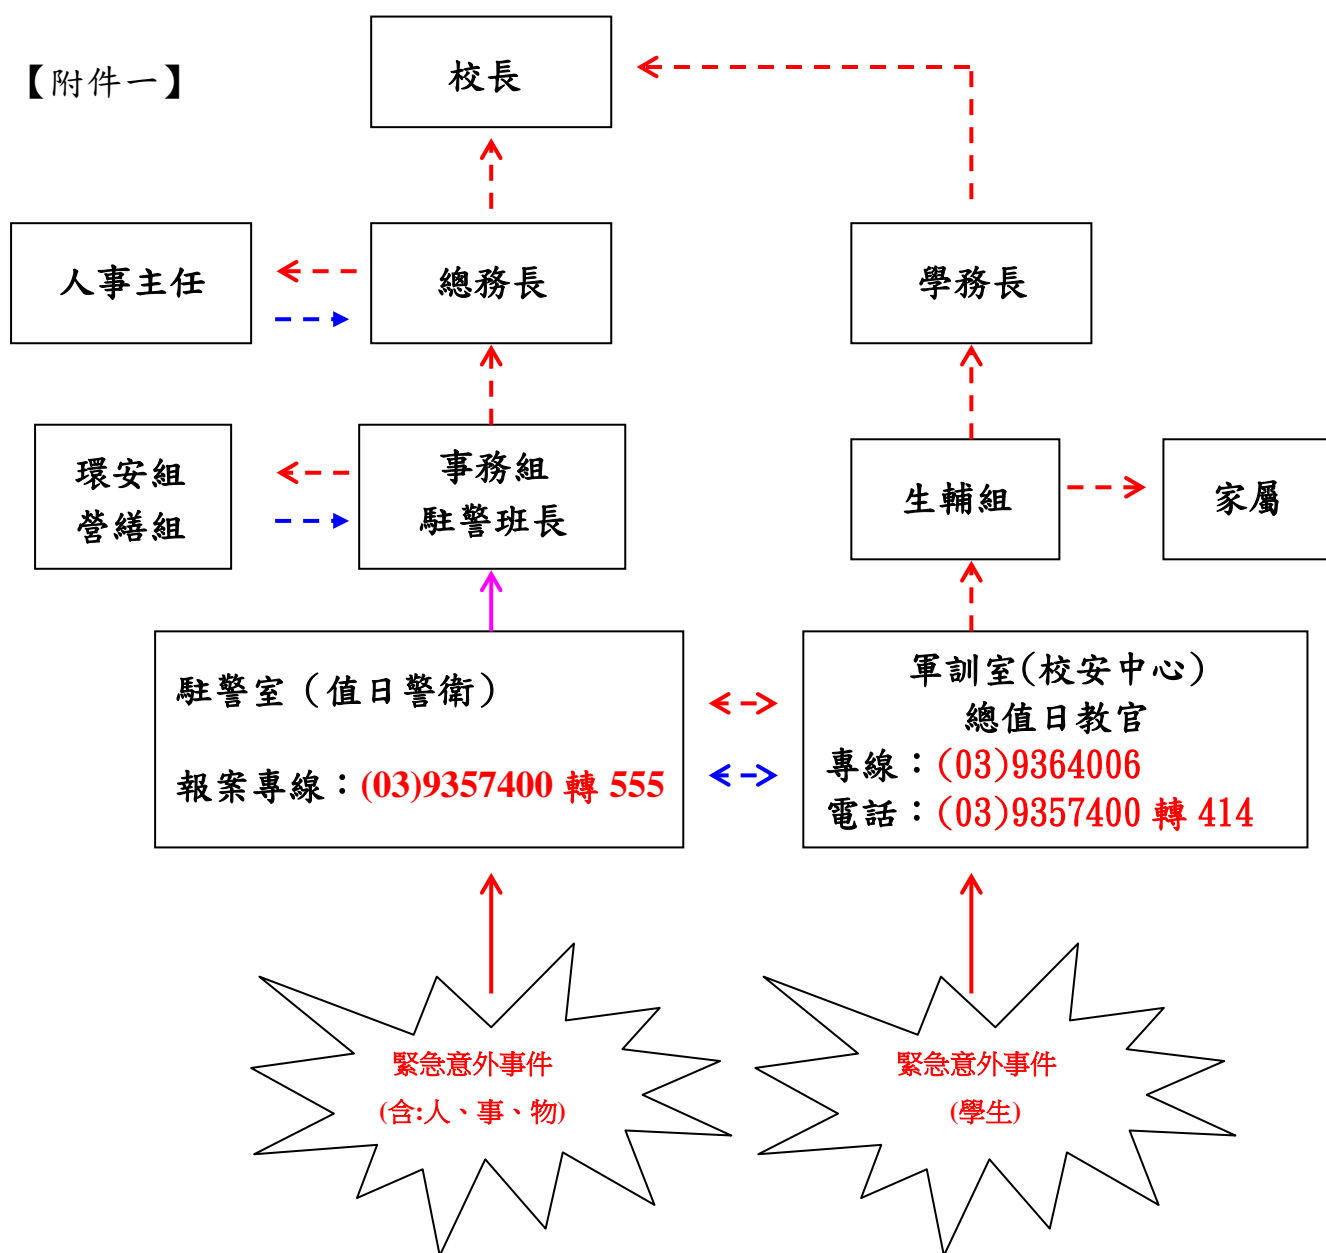 【附件一】
校長
人事主任
總務長
學務長
環安組
營繕組
事務組
駐警班長
生輔組
家屬
駐警室（值日警衛）
報案專線：(03)9357400 轉 555
軍訓室(校安中心)
總值日教官
專線：(03)9364006
電話：(03)9357400 轉 414
緊急意外事件
(含:人、事、物)
緊急意外事件
(學生)